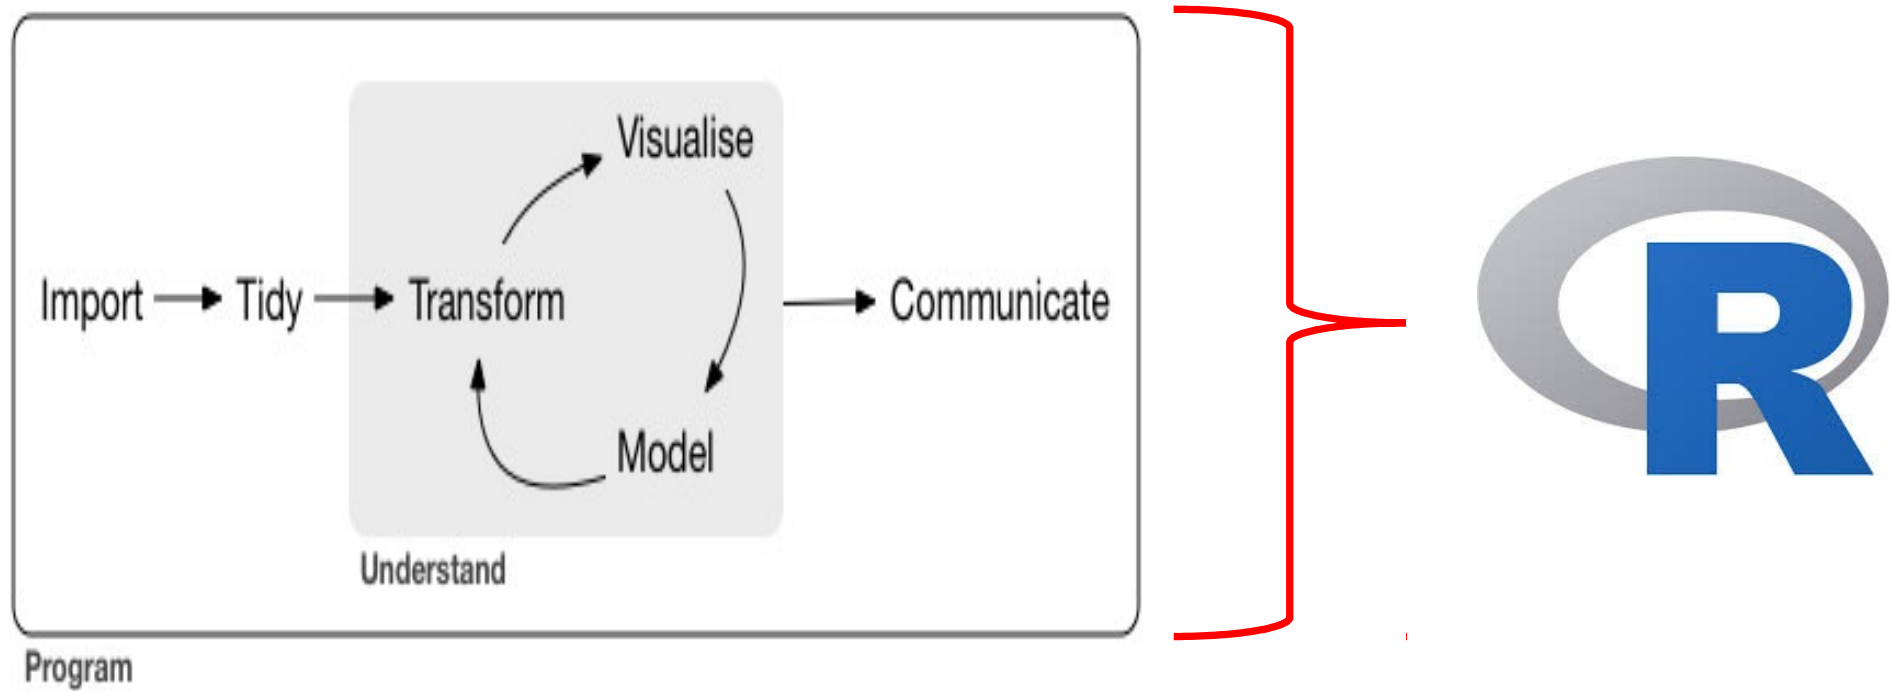 Visualise
Import
Tidy
Transform
Communicate
Model
Understand
Program
R